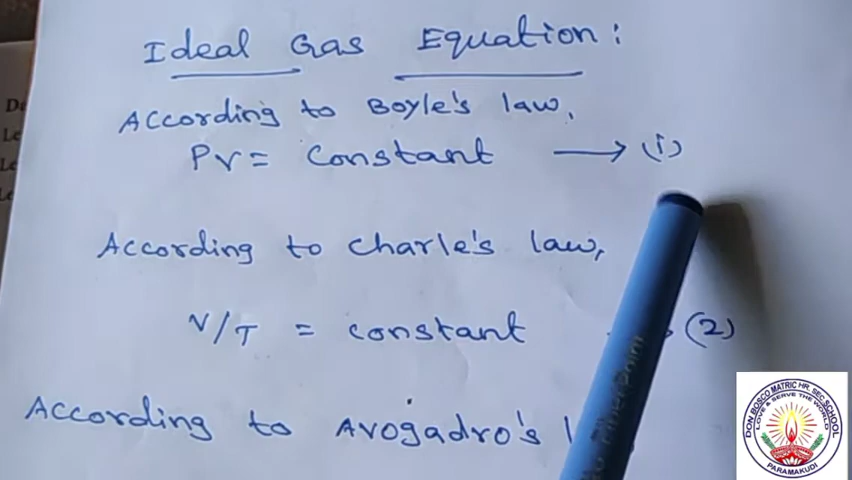 Ideal Gas Equation:
According to Boyle's law,
PV = Constant → (i)
According to Charle's law,
V/T = constant (2)
According to Avogadro's
DON BOSCO MATRIC HR. SEC SCHOOL
LOVE & SERVE THE WORLD
PARAMAKUDI